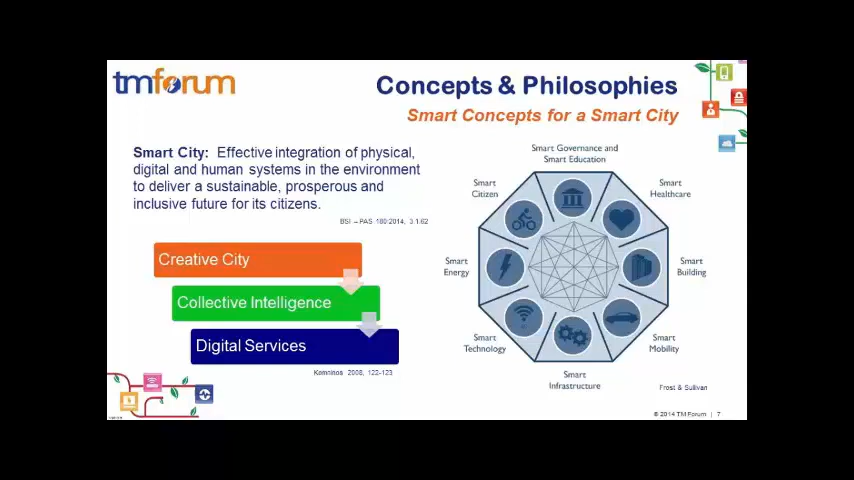 tmforum
Concepts & Philosophies
Smart Concepts for a Smart City
Smart City: Effective integration of physical,
digital and human systems in the environment
to deliver a sustainable, prosperous and
inclusive future for its citizens.
BSI – PAS 180:2014, 3.1.62
Creative City
Collective Intelligence
Digital Services
Komninos 2008, 122-123
Smart Governance and
Smart Education
Smart
Citizen
Smart
Healthcare
Smart
Energy
Smart
Building
Smart
Technology
Smart
Mobility
Smart
Infrastructure
Frost & Sullivan
© 2014 TM Forum | 7